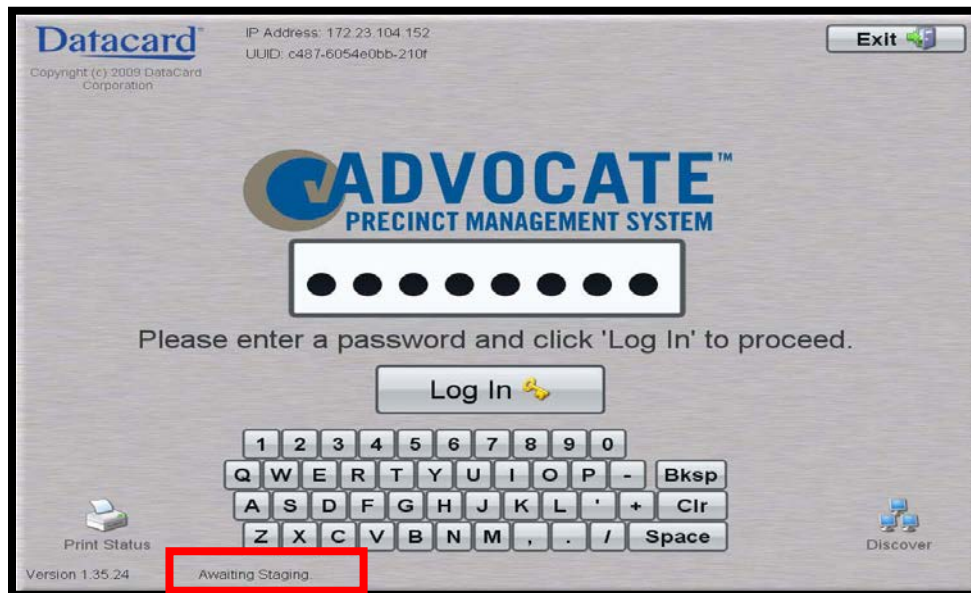 Datacard™
Copyright (c) 2009 DataCard
Corporation
IP Address: 172.23.104.152
UUID: c487-6054e0bb-210f
Exit
ADVOCATE™
PRECINCT MANAGEMENT SYSTEM
Please enter a password and click 'Log In' to proceed.
Log In
1 2 3 4 5 6 7 8 9 0
Q W E R T Y U I O P - Bksp
A S D F G H J K L ' + Clr
Z X C V B N M , . / Space
Print Status
Discover
Version 1.35.24
Awaiting Staging.